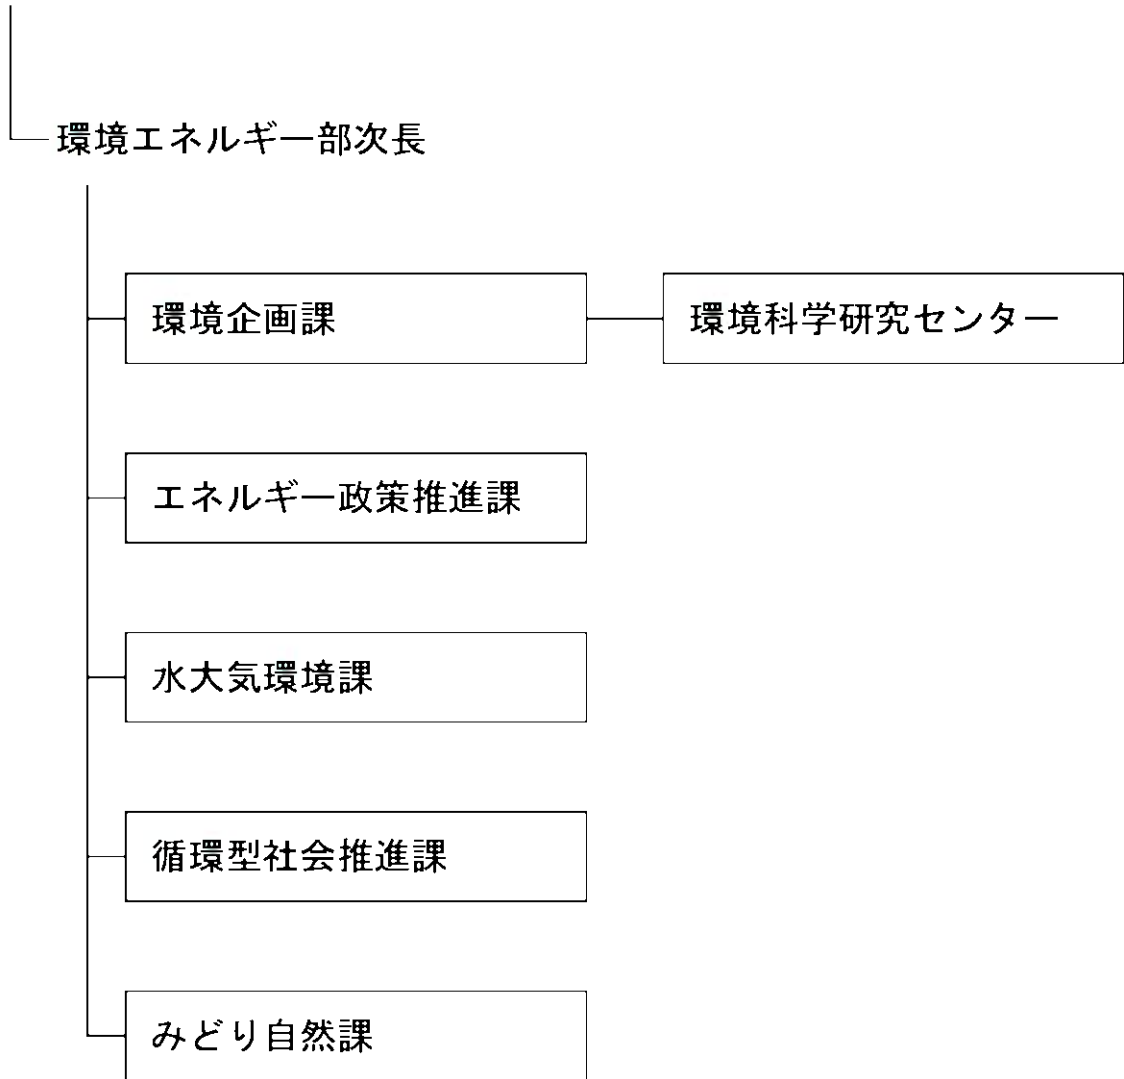 環境エネルギー部次長
環境企画課
環境科学研究センター
エネルギー政策推進課
水大気環境課
循環型社会推進課
みどり自然課